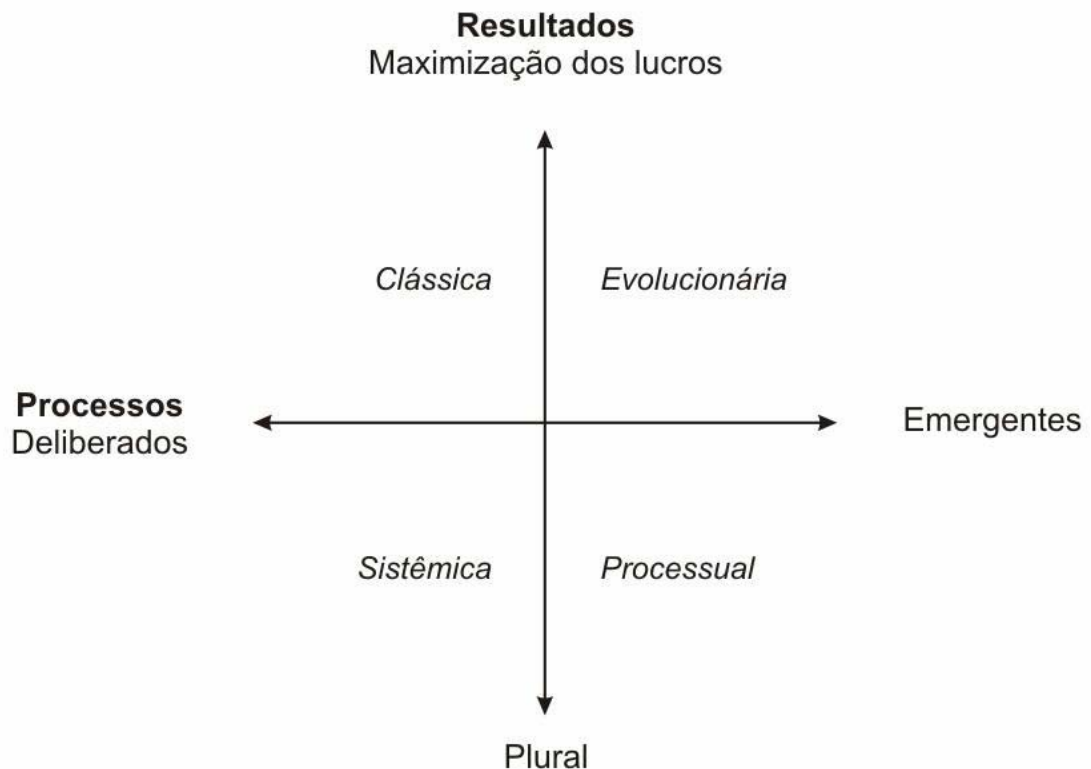 Resultados
Maximização dos lucros
Clássica
Evolucionária
Processos
Deliberados
Emergentes
Sistêmica
Processual
Plural